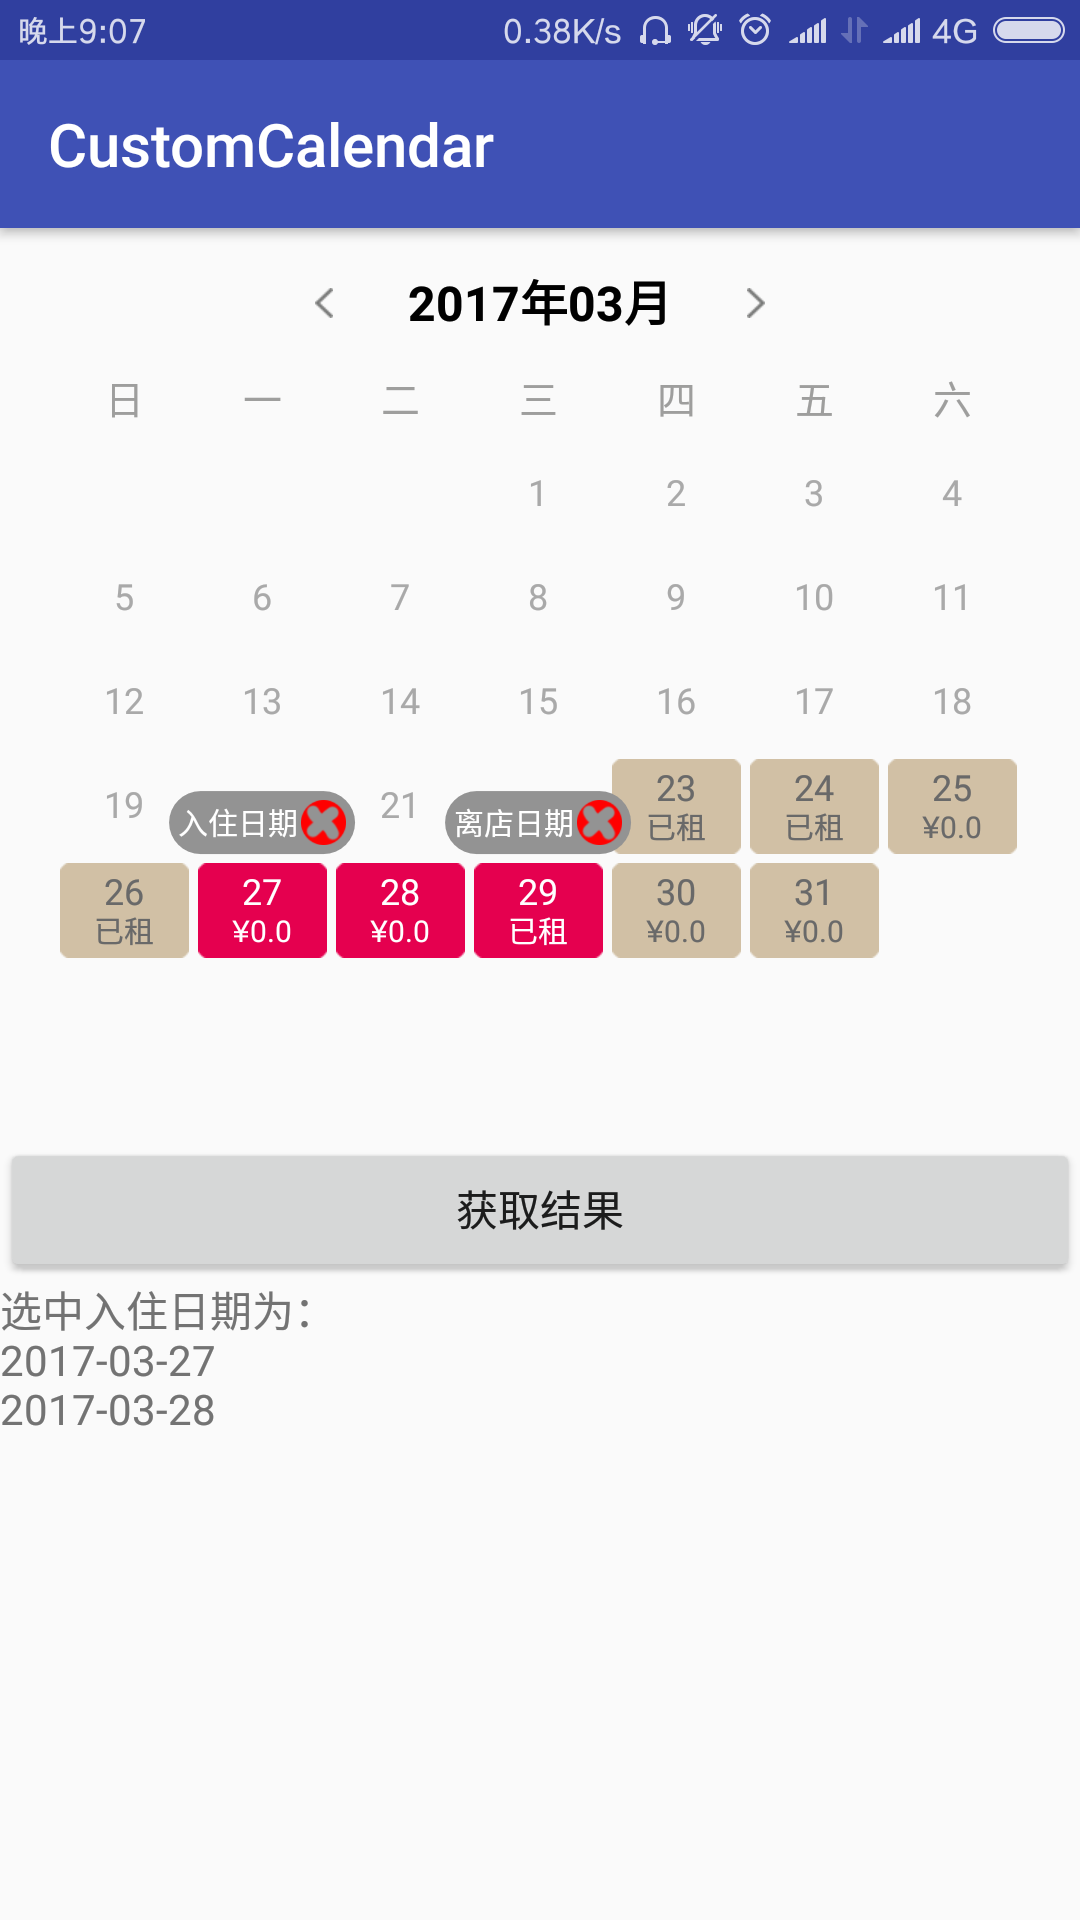 晚上9:07 0.38K/s 4G
CustomCalendar
2017年03月
日 一 二 三 四 五 六
1 2 3 4
5 6 7 8 9 10 11
12 13 14 15 16 17 18
19 入住日期 21 离店日期 23 24 25
已租 已租 ¥0.0
26 27 28 29 30 31
已租 ¥0.0 ¥0.0 已租 ¥0.0 ¥0.0
获取结果
选中入住日期为：
2017-03-27
2017-03-28